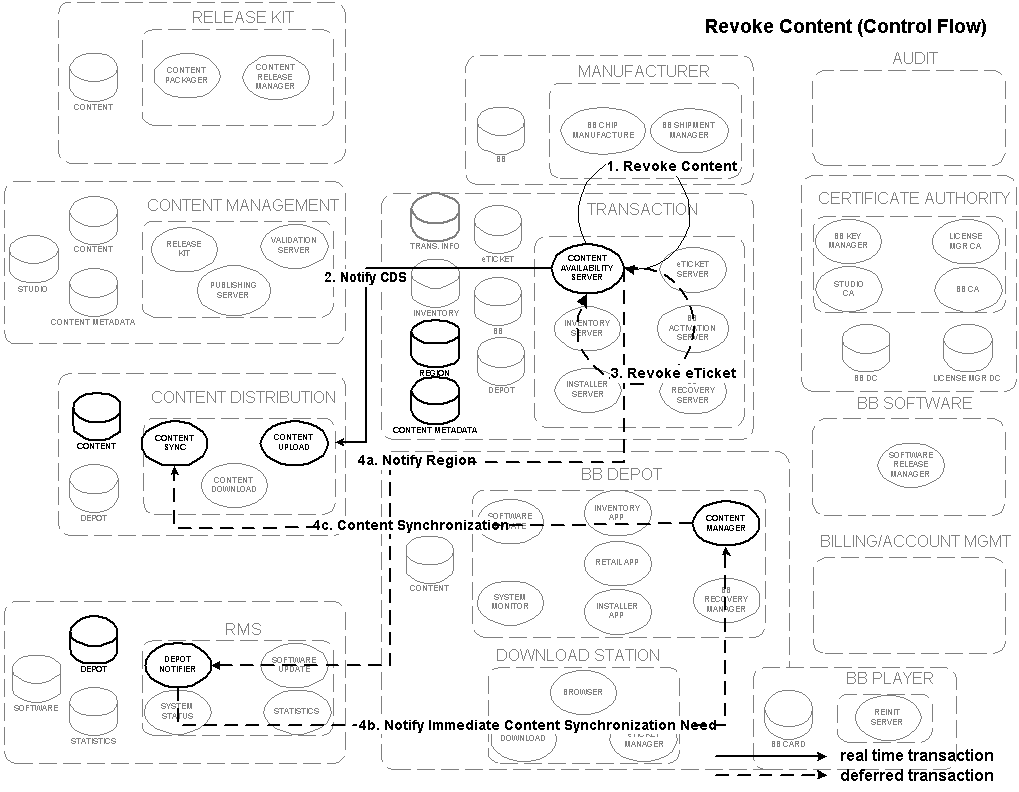 Revoke Content (Control Flow)
RELEASE KIT
CONTENT
CONTENT
PACKAGER
CONTENT
RELEASE
MANAGER
MANUFACTURER
BB
BB CHIP
MANUFACTURE
BB SHIPMENT
MANAGER
1. Revoke Content
AUDIT
CONTENT MANAGEMENT
STUDIO
CONTENT
CONTENT METADATA
RELEASE
KIT
VALIDATION
SERVER
PUBLISHING
SERVER
TRANSACTION
TRANS. INFO
eTICKET
INVENTORY
BB
REGION
DEPOT
CONTENT METADATA
CONTENT
AVAILABILITY
SERVER
eTICKET
SERVER
INVENTORY
SERVER
BB
ACTIVATION
SERVER
INSTALLER
SERVER
RECOVERY
SERVER
2. Notify CDS
3. Revoke eTicket
CERTIFICATE AUTHORITY
BB KEY
MANAGER
LICENSE
MGR CA
STUDIO
CA
BB CA
BB DC
LICENSE MGR DC
CONTENT DISTRIBUTION
CONTENT
DEPOT
CONTENT
SYNC
CONTENT
UPLOAD
CONTENT
DOWNLOAD
4a. Notify Region
4c. Content Synchronization
BB DEPOT
CONTENT
SOFTWARE
INVENTORY
APP
CONTENT
MANAGER
RETAIL APP
SYSTEM
MONITOR
INSTALLER
APP
BB
RECOVERY
MANAGER
BB SOFTWARE
SOFTWARE
RELEASE
MANAGER
BILLING/ACCOUNT MGMT
RMS
SOFTWARE
DEPOT
STATISTICS
DEPOT
NOTIFIER
SOFTWARE
UPDATE
SYSTEM
STATUS
STATISTICS
DOWNLOAD STATION
BROWSER
4b. Notify Immediate Content Synchronization Need
DOWNLOAD
eTICKET
MANAGER
BB PLAYER
BB CARD
REINIT
SERVER
real time transaction
deferred transaction